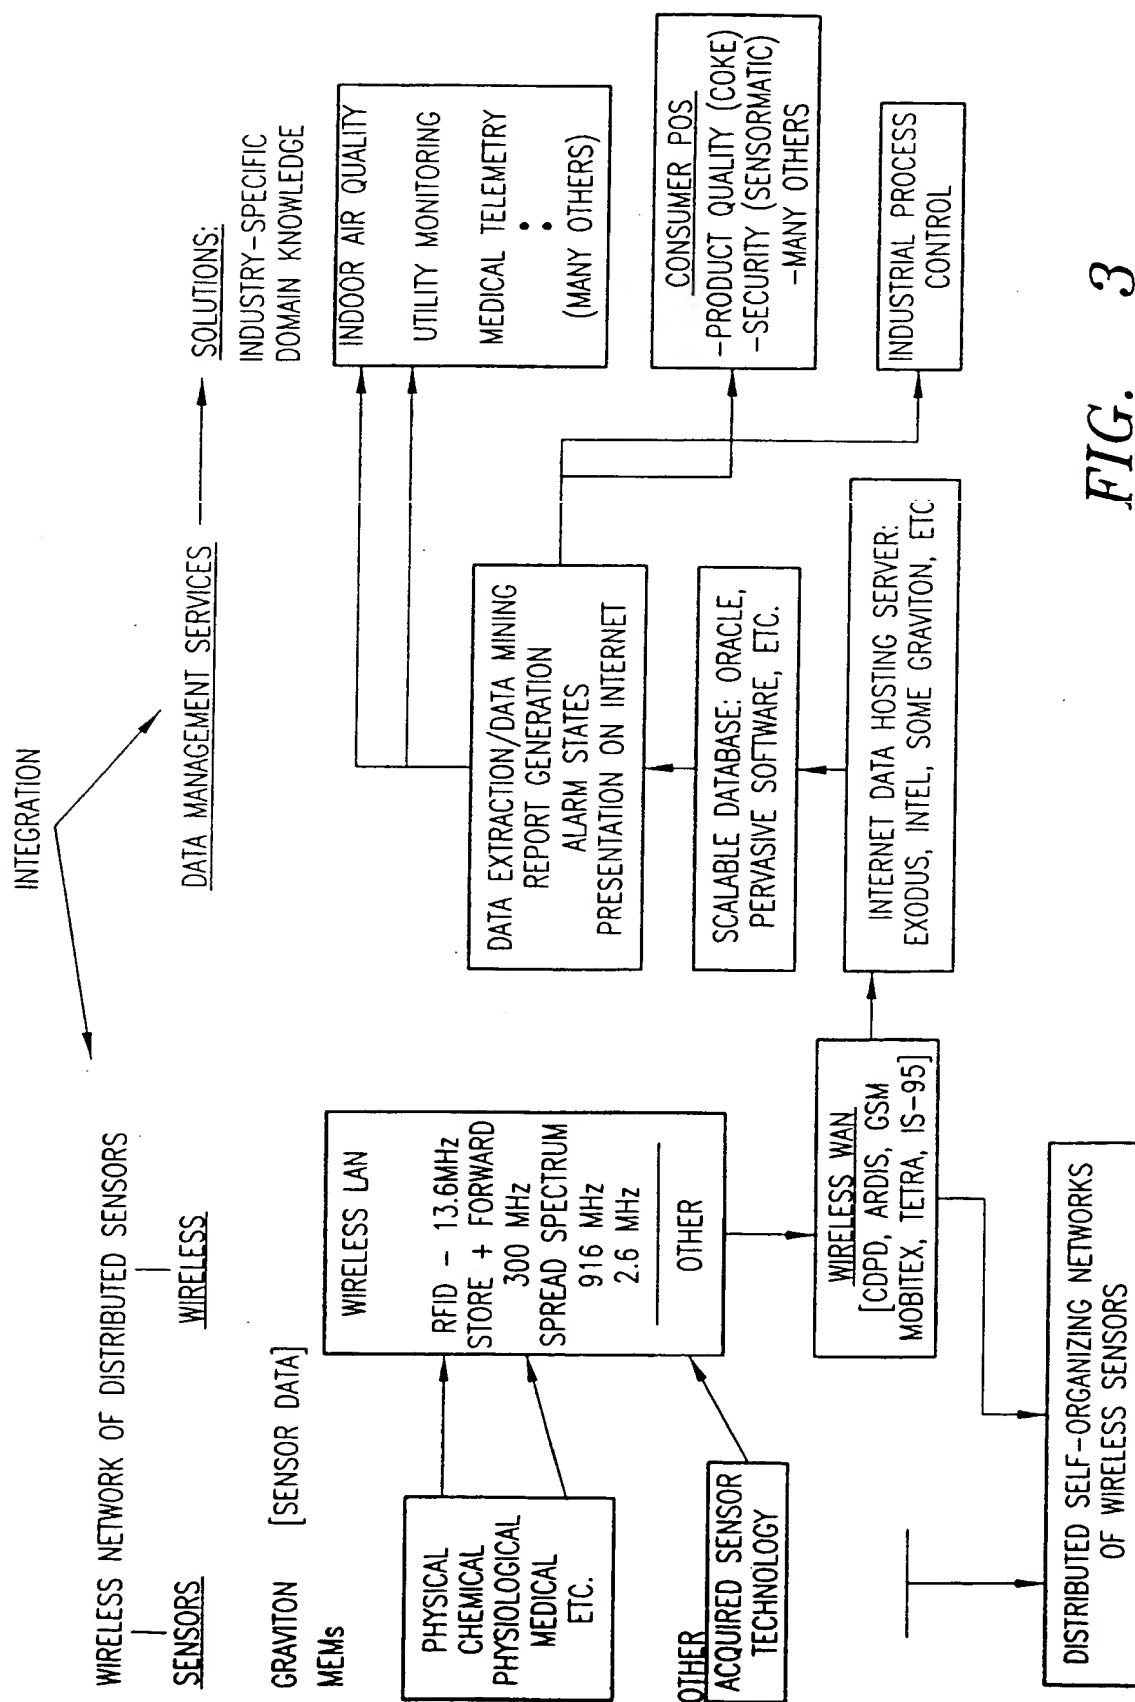 INTEGRATION
WIRELESS NETWORK OF DISTRIBUTED SENSORS
SENSORS
WIRELESS
DATA MANAGEMENT SERVICES
SOLUTIONS:
INDUSTRY-SPECIFIC
DOMAIN KNOWLEDGE
GRAVITON
MEMs
[SENSOR DATA]
PHYSICAL
CHEMICAL
PHYSIOLOGICAL
MEDICAL
ETC.
OTHER
ACQUIRED SENSOR
TECHNOLOGY
WIRELESS LAN
RFID - 13.6MHz
STORE + FORWARD
300 MHz
SPREAD SPECTRUM
916 MHz
2.6 MHz
OTHER
WIRELESS WAN
[CDPD, ARDIS, GSM
MOBITEX, TETRA, IS-95]
DISTRIBUTED SELF-ORGANIZING NETWORKS
OF WIRELESS SENSORS
DATA EXTRACTION/DATA MINING
REPORT GENERATION
ALARM STATES
PRESENTATION ON INTERNET
SCALABLE DATABASE: ORACLE,
PERVASIVE SOFTWARE, ETC.
INTERNET DATA HOSTING SERVER:
EXODUS, INTEL, SOME GRAVITON, ETC
INDOOR AIR QUALITY
UTILITY MONITORING
MEDICAL TELEMETRY
(MANY OTHERS)
CONSUMER POS
-PRODUCT QUALITY (COKE)
-SECURITY (SENSORMATIC)
-MANY OTHERS
INDUSTRIAL PROCESS
CONTROL
FIG. 3